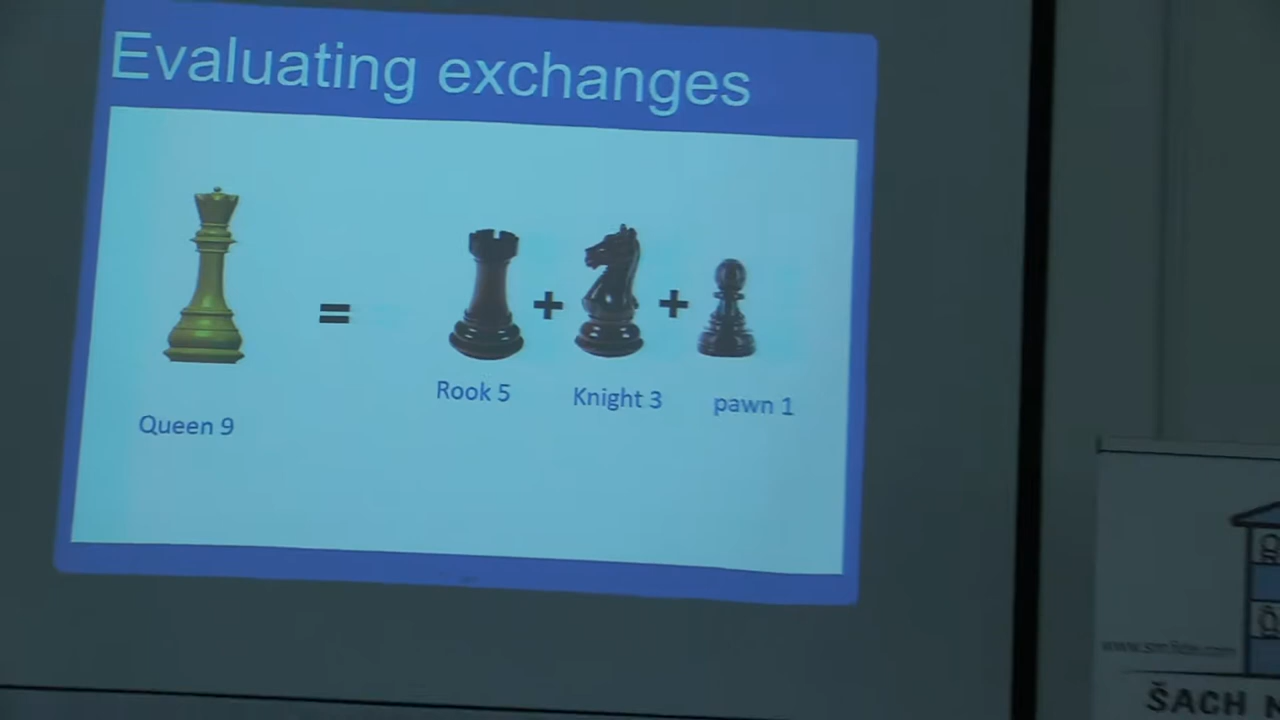 Evaluating exchanges
=
+ +
Rook 5 Knight 3 pawn 1
Queen 9
ŠACH